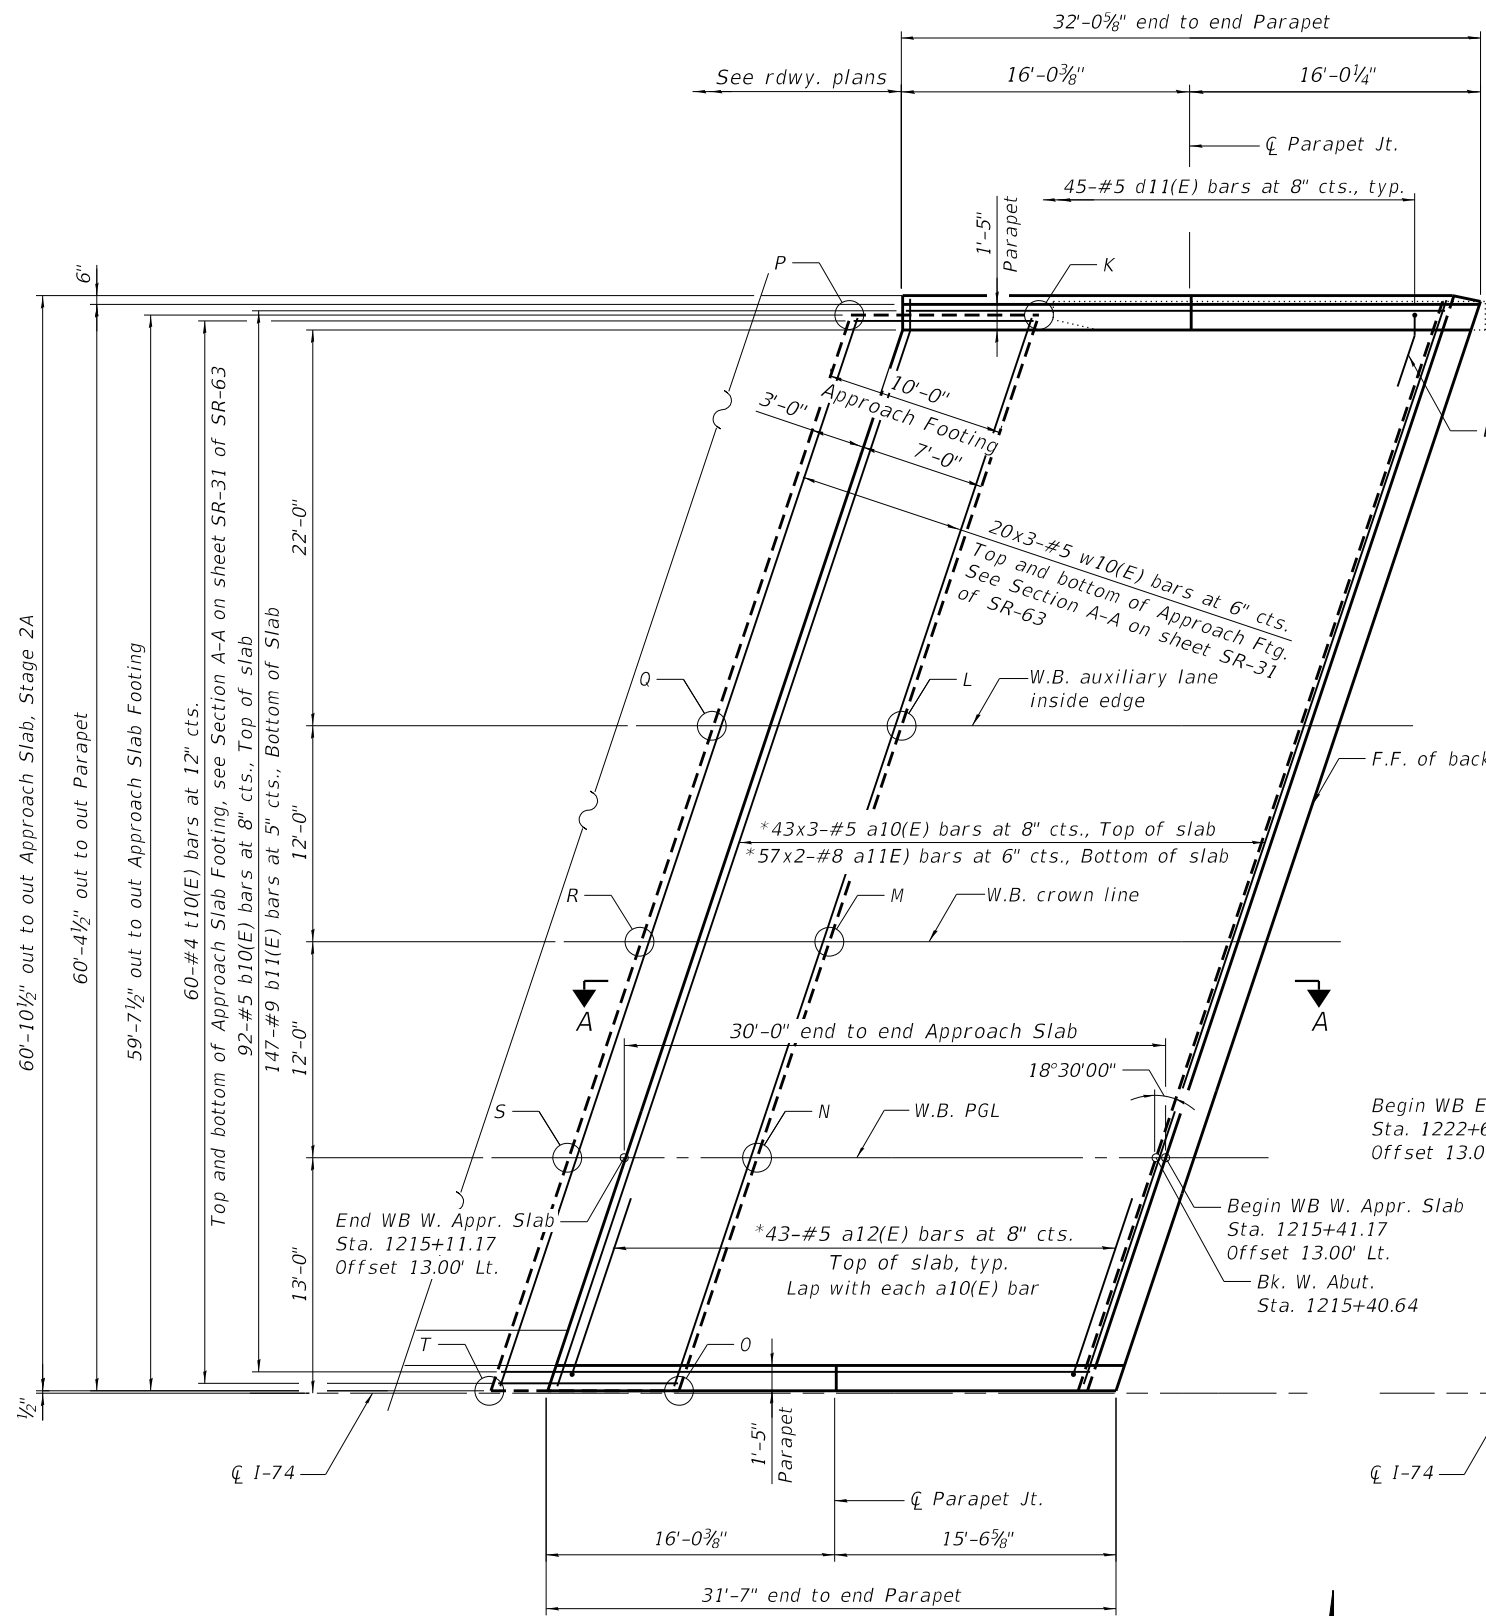 32'-0⅝" end to end Parapet
See rdwy. plans
16'-0⅜"
16'-0¼"
℄ Parapet Jt.
45-#5 d11(E) bars at 8" cts., typ.
1'-5"
Parapet
6"
P
K
10'-0"
Approach Footing
3'-0"
7'-0"
20x3-#5 w10(E) bars at 6" cts.
Top and bottom of Approach Ftg.
See Section A-A on sheet SR-31
of SR-63
60'-10½" out to out Approach Slab, Stage 2A
60'-4½" out to out Parapet
59'-7½" out to out Approach Slab Footing
60-#4 t10(E) bars at 12" cts.
Top and bottom of Approach Slab Footing, see Section A-A on sheet SR-31 of SR-63
92-#5 b10(E) bars at 8" cts., Top of slab
147-#9 b11(E) bars at 5" cts., Bottom of Slab
22'-0"
12'-0"
12'-0"
13'-0"
½"
Q
L
W.B. auxiliary lane
inside edge
F.F. of back
*43x3-#5 a10(E) bars at 8" cts., Top of slab
*57x2-#8 a11E) bars at 6" cts., Bottom of slab
R
M
W.B. crown line
A
A
30'-0" end to end Approach Slab
18°30'00"
S
N
W.B. PGL
Begin WB E
Sta. 1222+6
Offset 13.0
End WB W. Appr. Slab
Sta. 1215+11.17
Offset 13.00' Lt.
*43-#5 a12(E) bars at 8" cts.
Top of slab, typ.
Lap with each a10(E) bar
Begin WB W. Appr. Slab
Sta. 1215+41.17
Offset 13.00' Lt.
Bk. W. Abut.
Sta. 1215+40.64
T
O
1'-5"
Parapet
℄ I-74
℄ I-74
℄ Parapet Jt.
16'-0⅜"
15'-6⅝"
31'-7" end to end Parapet